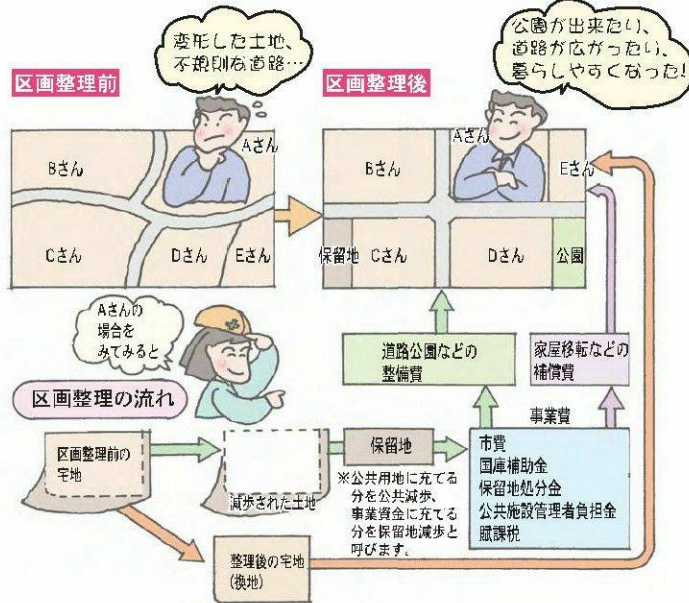 変形した土地、
不規則な道路…
公園が出来たり、
道路が広がったり、
暮らしやすくなった!
区画整理前
区画整理後
Aさん
Bさん
Cさん
Dさん
Eさん
Aさん
Bさん
Eさん
保留地
Cさん
Dさん
公園
Aさんの
場合を
みてみると
道路公園などの
整備費
家屋移転などの
補償費
区画整理の流れ
事業費
区画整理前の
宅地
減歩された土地
保留地
※公共用地に充てる
分を公共減歩、
事業資金に充てる
分を保留地減歩と
呼びます。
市費
国庫補助金
保留地処分金
公共施設管理者負担金
賦課税
整理後の宅地
(換地)